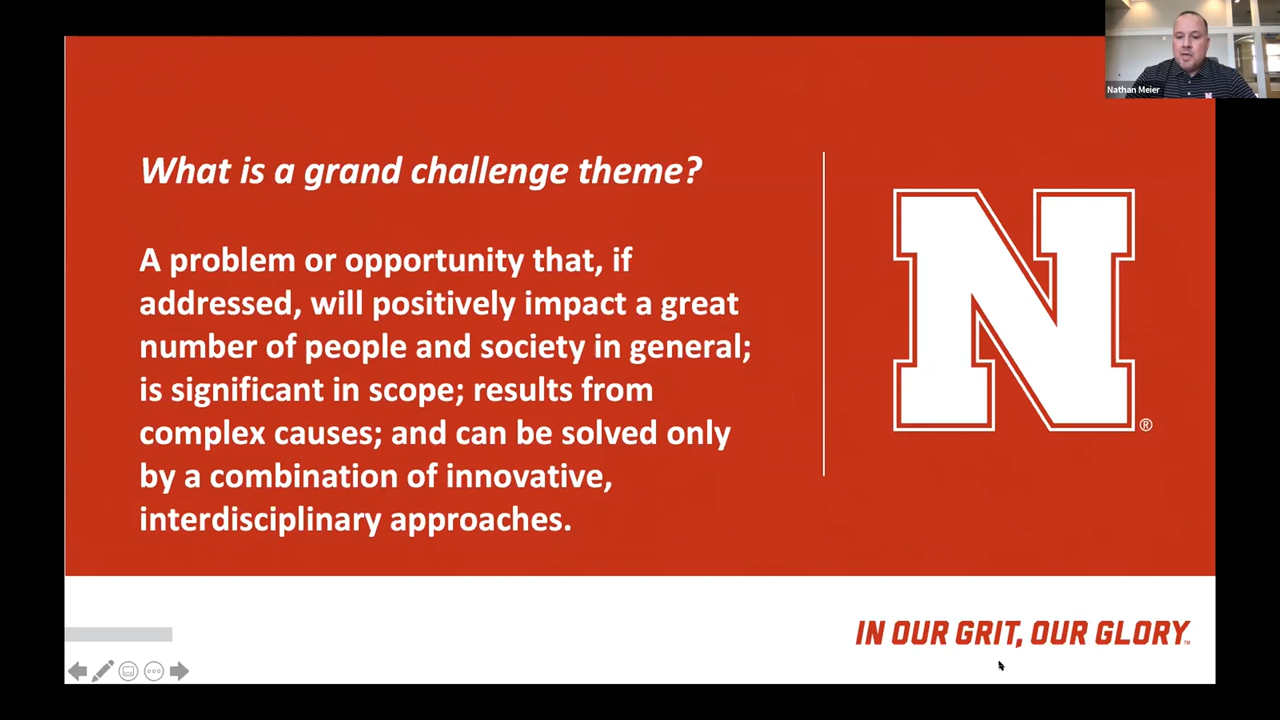 Nathan Meier
What is a grand challenge theme?
A problem or opportunity that, if
addressed, will positively impact a great
number of people and society in general;
is significant in scope; results from
complex causes; and can be solved only
by a combination of innovative,
interdisciplinary approaches.
N®
IN OUR GRIT, OUR GLORY™